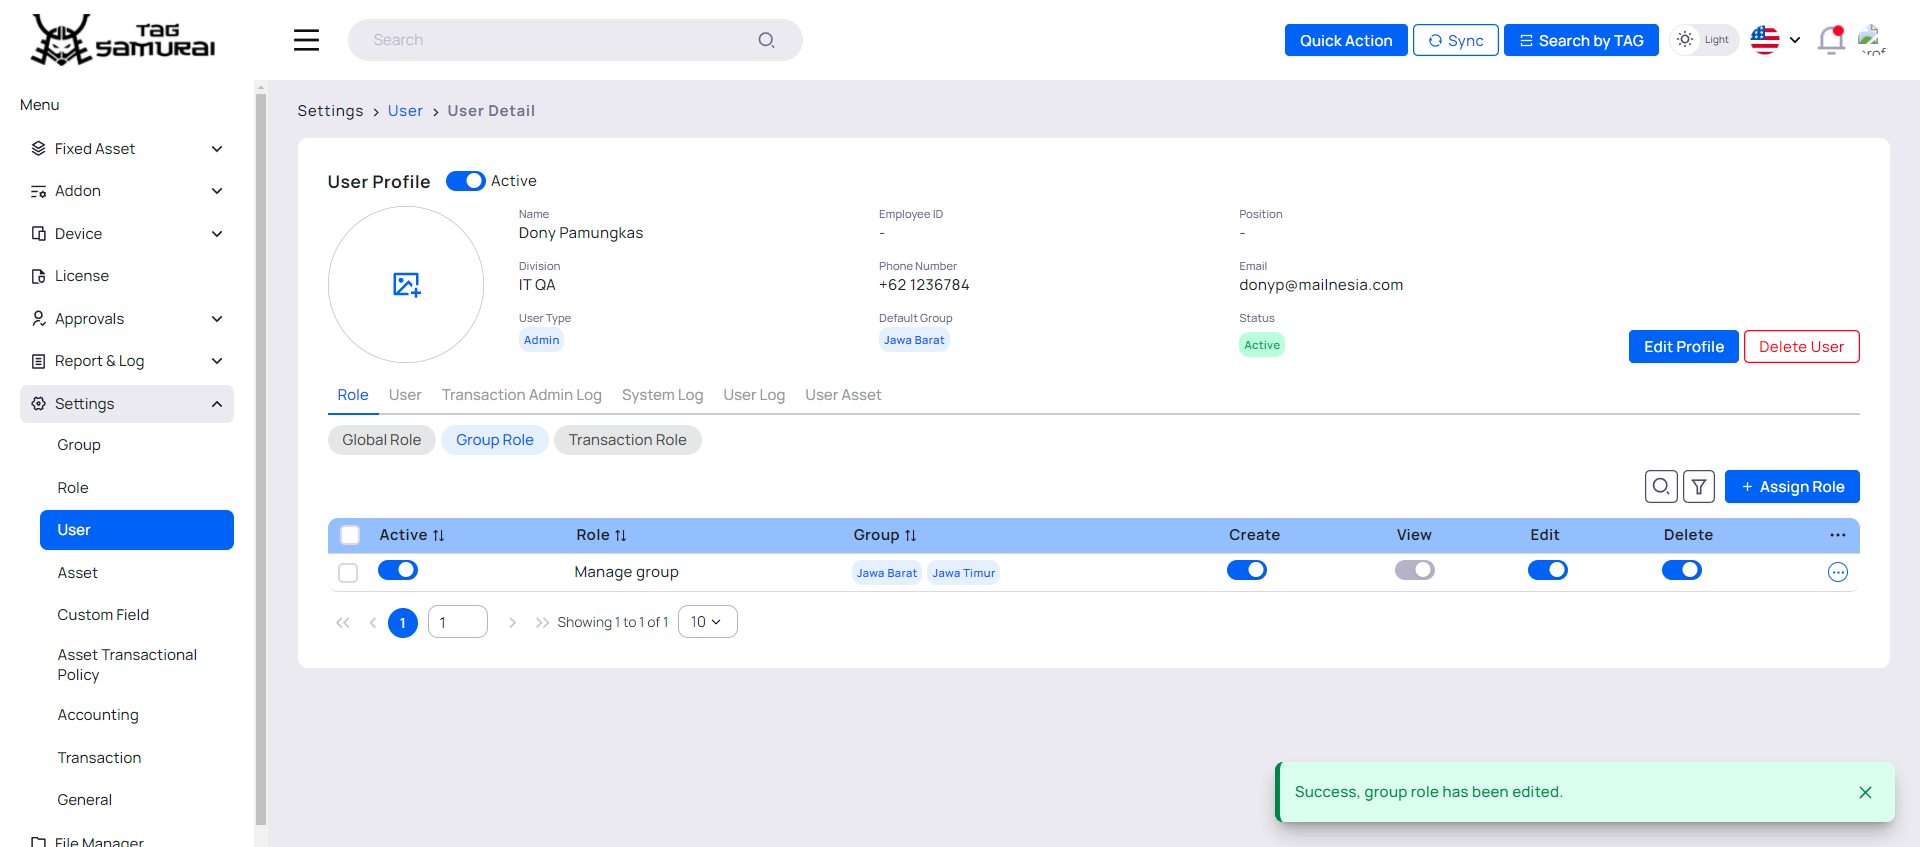 TAG SAMURAI
Search
Quick Action
Sync
Search by TAG
Light
prof
Menu
Fixed Asset
Addon
Device
License
Approvals
Report & Log
Settings
Group
Role
User
Asset
Custom Field
Asset Transactional
Policy
Accounting
Transaction
General
File Manager
Settings > User > User Detail
User Profile Active
Name
Dony Pamungkas
Employee ID
-
Position
-
Division
IT QA
Phone Number
+62 1236784
Email
donyp@mailnesia.com
User Type
Admin
Default Group
Jawa Barat
Status
Active
Edit Profile
Delete User
Role User Transaction Admin Log System Log User Log User Asset
Global Role Group Role Transaction Role
+ Assign Role
Active Role Group Create View Edit Delete ...
Manage group Jawa Barat Jawa Timur
1 1 Showing 1 to 1 of 1 10
Success, group role has been edited.